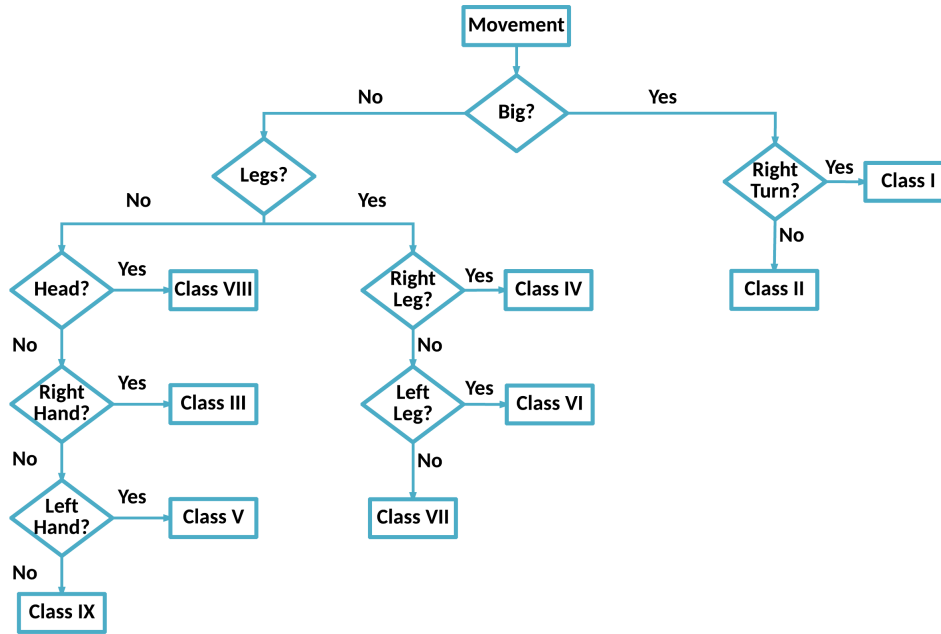 Movement
No
Big?
Yes
Legs?
Right
Turn?
Yes
Class I
No
Yes
No
Head?
Yes
Class VIII
Right
Leg?
Yes
Class IV
Class II
No
No
Right
Hand?
Yes
Class III
Left
Leg?
Yes
Class VI
No
No
Left
Hand?
Yes
Class V
Class VII
No
Class IX